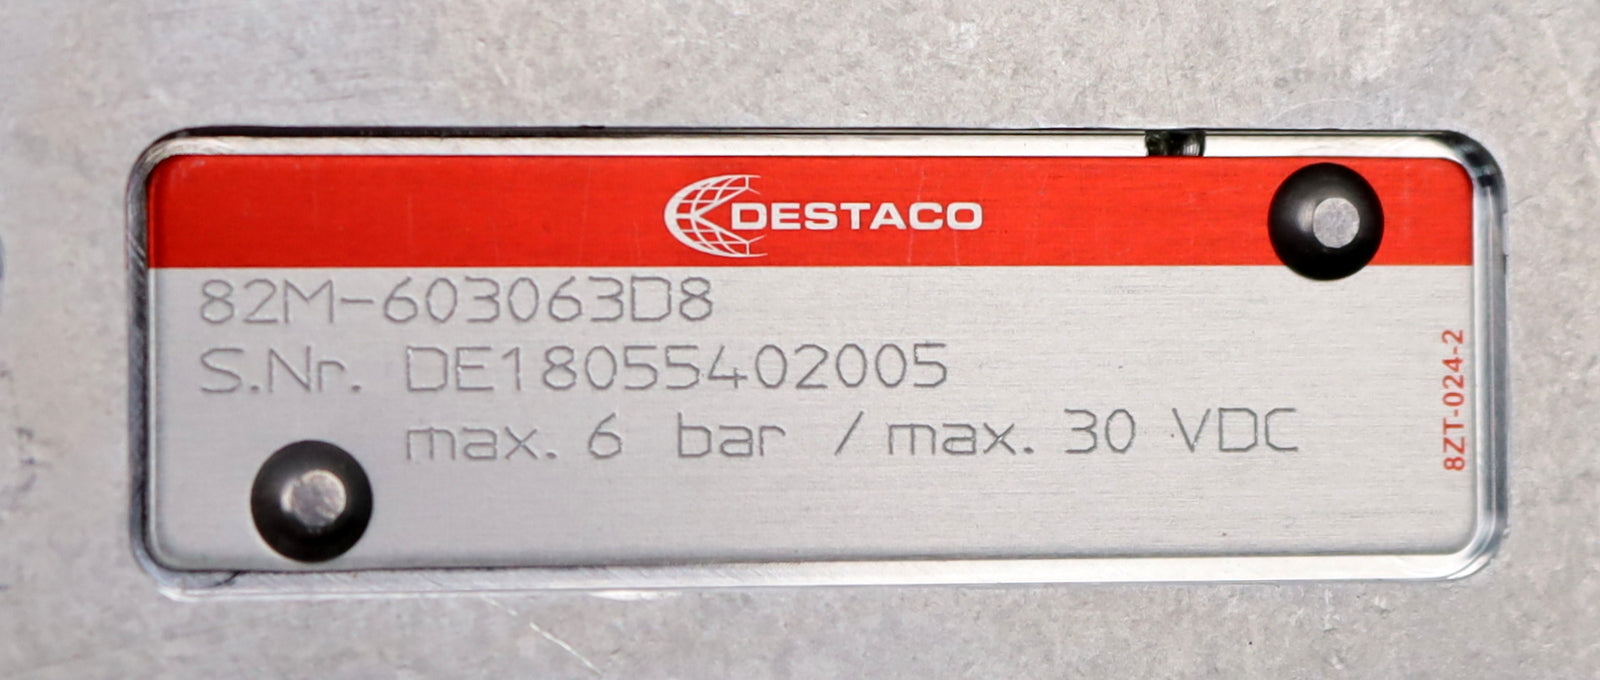 DESTACO
82M-603063D8
S.Nr. DE18055402005
max. 6 bar / max. 30 VDC
8ZT-024-2